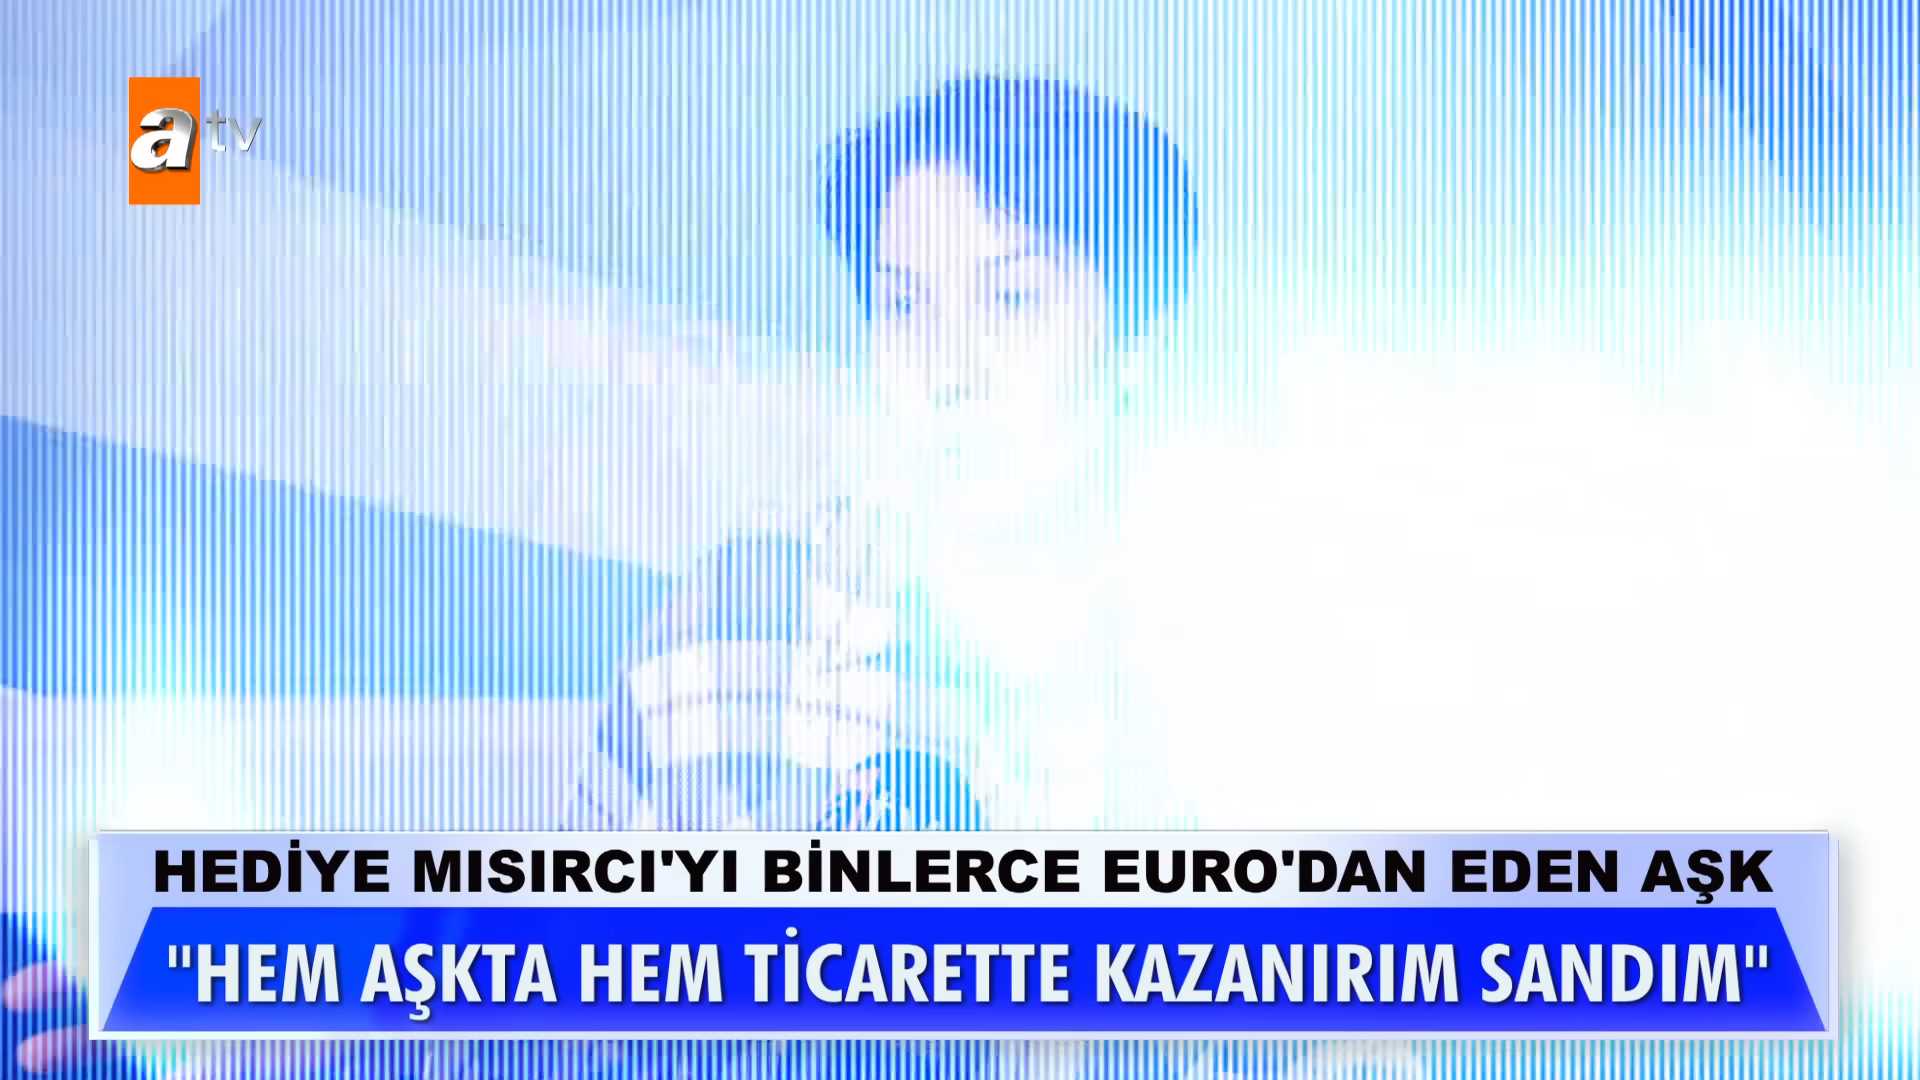 atv
HEDİYE MISIRCI'YI BİNLERCE EURO'DAN EDEN AŞK
"HEM AŞKTA HEM TİCARETTE KAZANIRIM SANDIM"